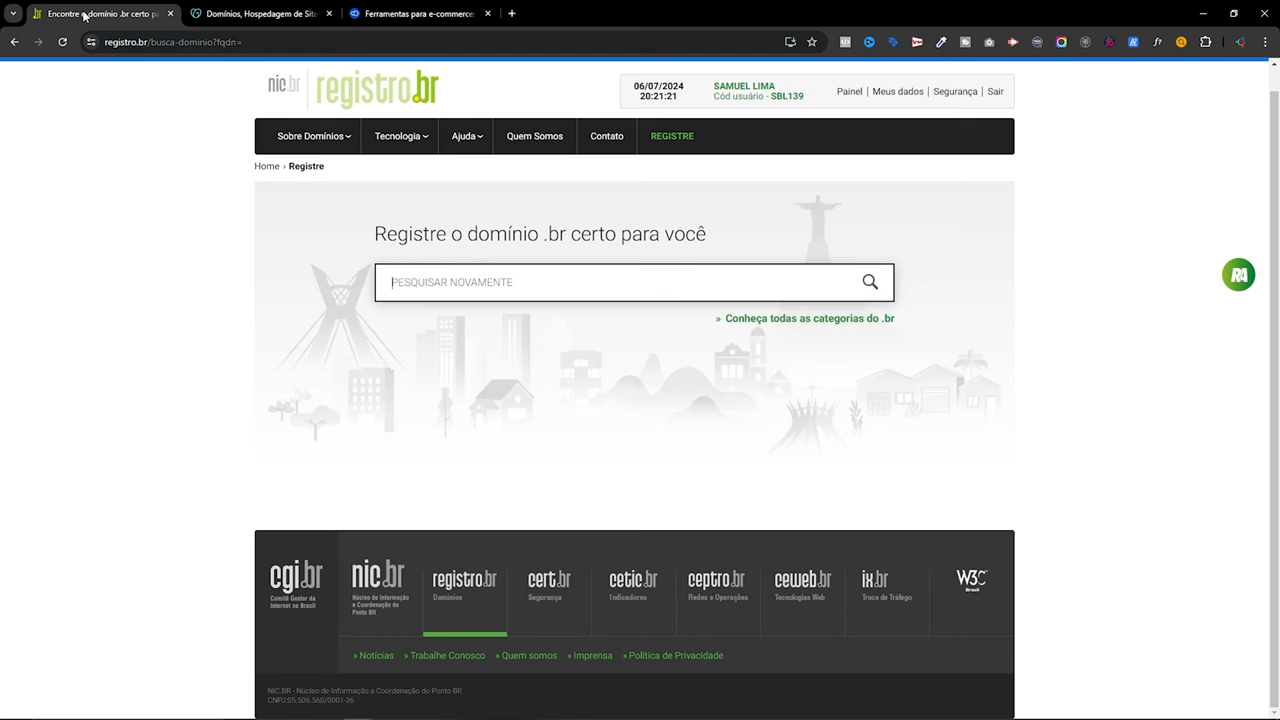 Encontre o domínio .br certo pa
Domínios, Hospedagem de Site
Ferramentas para e-commerce
registro.br/busca-dominio?fqdn=
nic.br
registro.br
06/07/2024
20:21:21
SAMUEL LIMA
Cód usuário - SBL139
Painel | Meus dados | Segurança | Sair
Sobre Domínios
Tecnologia
Ajuda
Quem Somos
Contato
REGISTRE
Home › Registre
Registre o domínio .br certo para você
PESQUISAR NOVAMENTE
» Conheça todas as categorias do .br
RA
cgi.br
Comitê Gestor da
Internet no Brasil
nic.br
Núcleo de Informação
e Coordenação do
Ponto BR
registro.br
Domínios
cert.br
Segurança
cetic.br
Indicadores
ceptro.br
Redes e Operações
ceweb.br
Tecnologias Web
ix.br
Troca de Tráfego
W3C
Brasil
» Notícias » Trabalhe Conosco » Quem somos » Imprensa » Política de Privacidade
NIC.BR - Núcleo de Informação e Coordenação do Ponto BR
CNPJ:05.506.560/0001-36